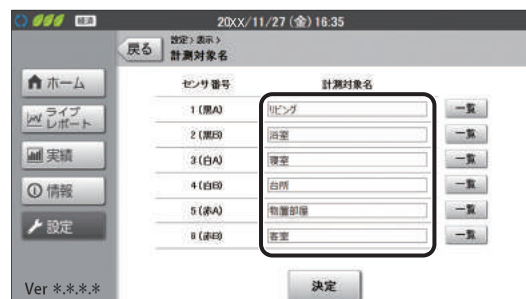 経済 20XX/11/27(金)16:35
戻る 設定>表示>
計測対象名
ホーム
ライブ
レポート
実績
情報
設定
Ver *.*.*.*
センサ番号 計測対象名
1(黒A) リビング 一覧
2(黒B) 浴室 一覧
3(白A) 寝室 一覧
4(白B) 台所 一覧
5(赤A) 物置部屋 一覧
6(赤B) 客室 一覧
決定